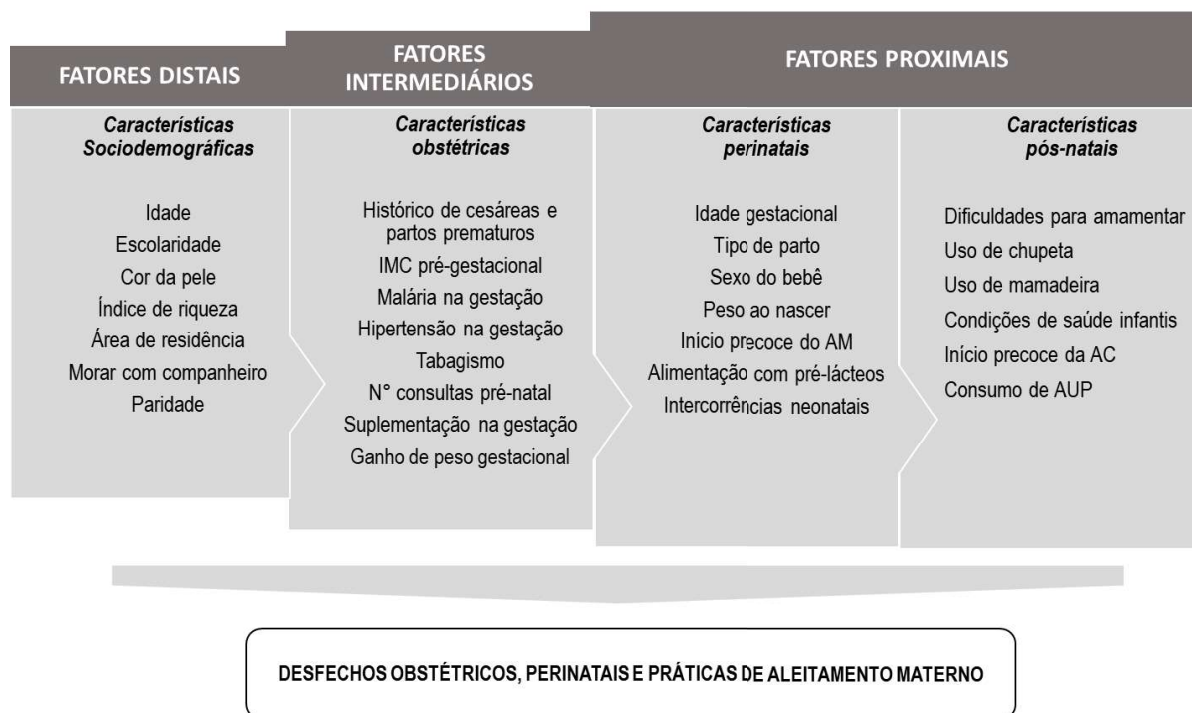 FATORES DISTAIS
Características
Sociodemográficas
Idade
Escolaridade
Cor da pele
Índice de riqueza
Área de residência
Morar com companheiro
Paridade
FATORES
INTERMEDIÁRIOS
Características
obstétricas
Histórico de cesáreas e
partos prematuros
IMC pré-gestacional
Malária na gestação
Hipertensão na gestação
Tabagismo
N° consultas pré-natal
Suplementação na gestação
Ganho de peso gestacional
FATORES PROXIMAIS
Características
perinatais
Idade gestacional
Tipo de parto
Sexo do bebê
Peso ao nascer
Início precoce do AM
Alimentação com pré-lácteos
Intercorrências neonatais
Características
pós-natais
Dificuldades para amamentar
Uso de chupeta
Uso de mamadeira
Condições de saúde infantis
Início precoce da AC
Consumo de AUP
DESFECHOS OBSTÉTRICOS, PERINATAIS E PRÁTICAS DE ALEITAMENTO MATERNO